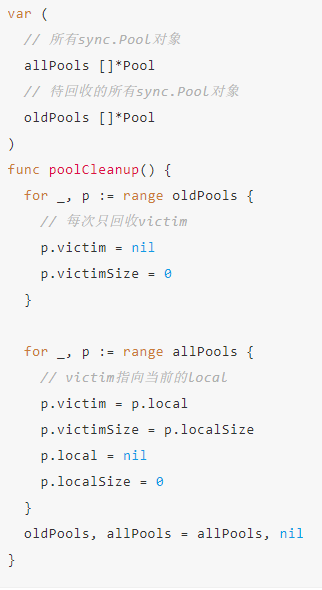 var (
  // 所有sync.Pool对象
  allPools []*Pool
  // 待回收的所有sync.Pool对象
  oldPools []*Pool
)
func poolCleanup() {
  for _, p := range oldPools {
    // 每次只回收victim
    p.victim = nil
    p.victimSize = 0
  }

  for _, p := range allPools {
    // victim指向当前的local
    p.victim = p.local
    p.victimSize = p.localSize
    p.local = nil
    p.localSize = 0
  }
  oldPools, allPools = allPools, nil
}